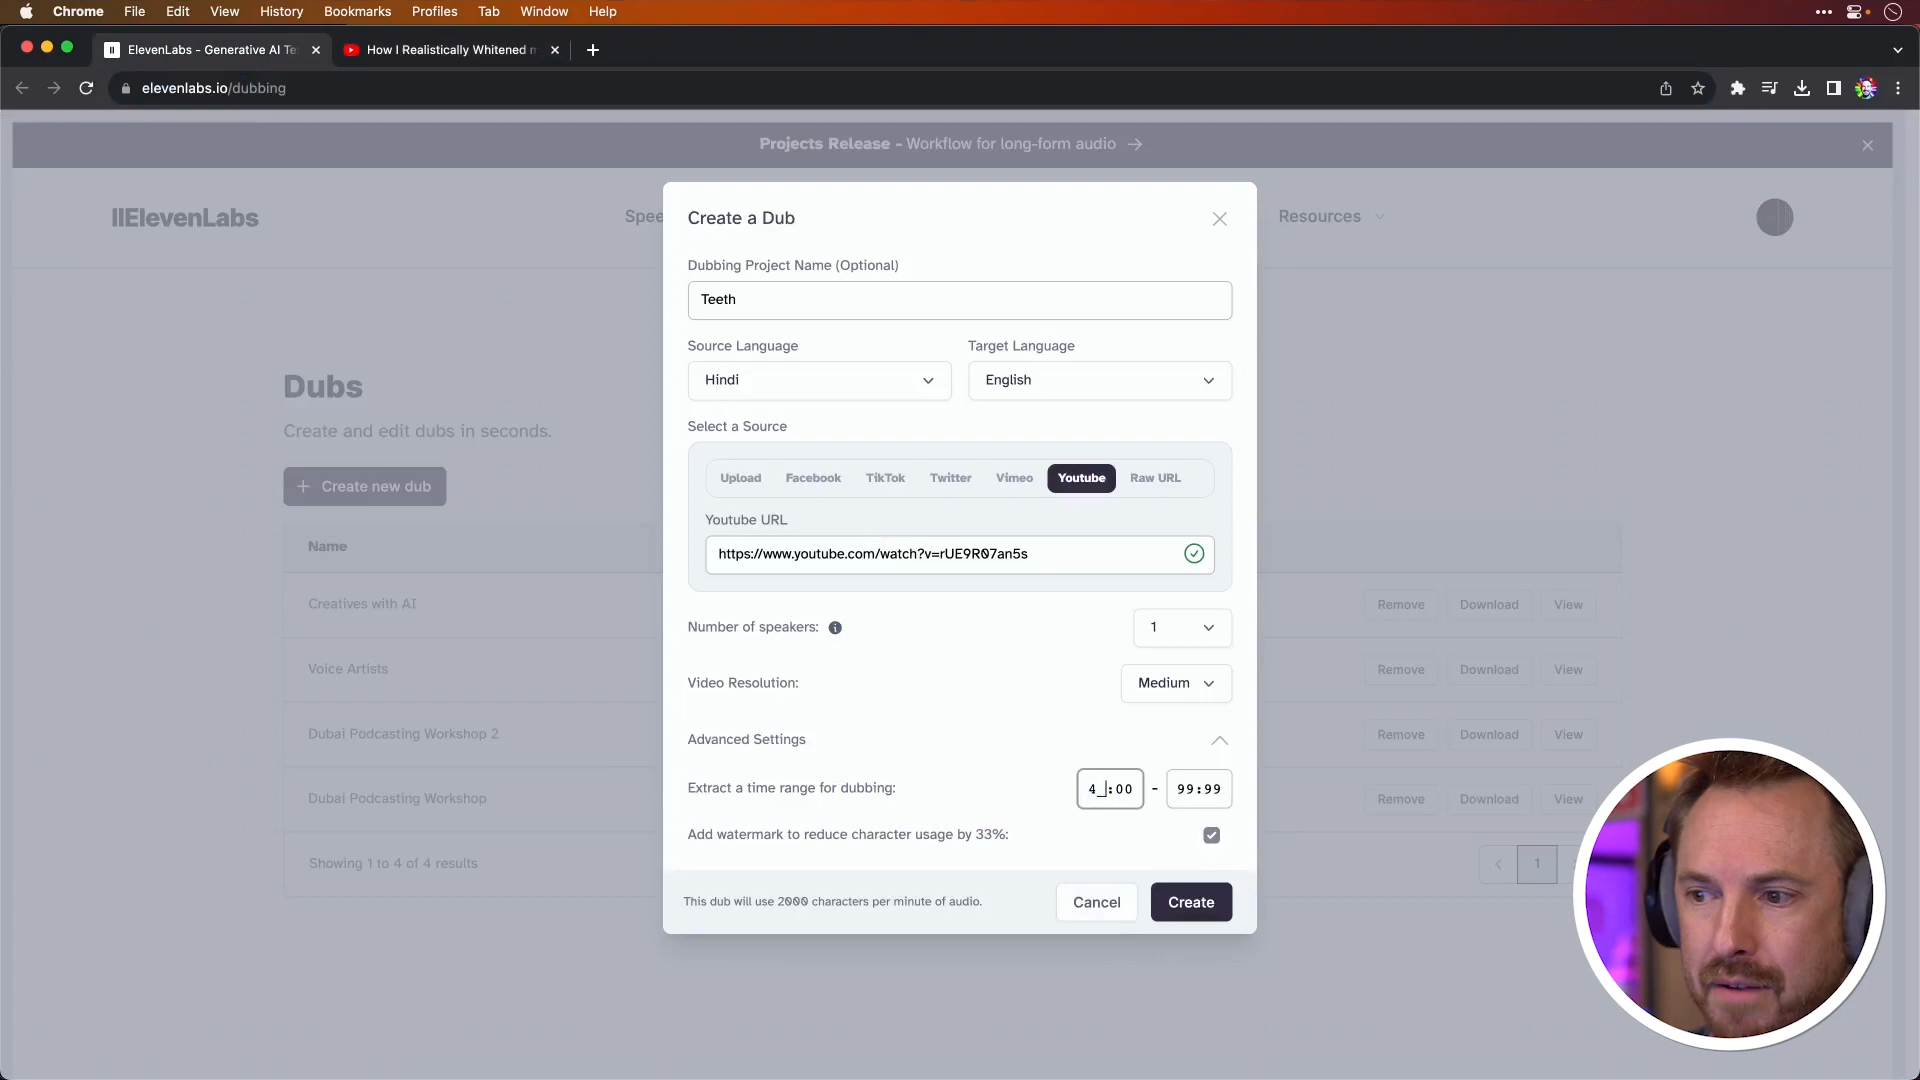 Chrome File Edit View History Bookmarks Profiles Tab Window Help
ElevenLabs - Generative AI Te
How I Realistically Whitened m
elevenlabs.io/dubbing
Projects Release - Workflow for long-form audio →
IIElevenLabs
Spee
Resources
Create a Dub
Dubbing Project Name (Optional)
Teeth
Source Language Target Language
Hindi English
Select a Source
Upload Facebook TikTok Twitter Vimeo Youtube Raw URL
Youtube URL
https://www.youtube.com/watch?v=rUE9R07an5s
Number of speakers: 1
Video Resolution: Medium
Advanced Settings
Extract a time range for dubbing: 4_:00 - 99:99
Add watermark to reduce character usage by 33%:
This dub will use 2000 characters per minute of audio. Cancel Create
Dubs
Create and edit dubs in seconds.
+ Create new dub
Name
Creatives with AI Remove Download View
Voice Artists Remove Download View
Dubai Podcasting Workshop 2 Remove Download View
Dubai Podcasting Workshop Remove Download View
Showing 1 to 4 of 4 results 1